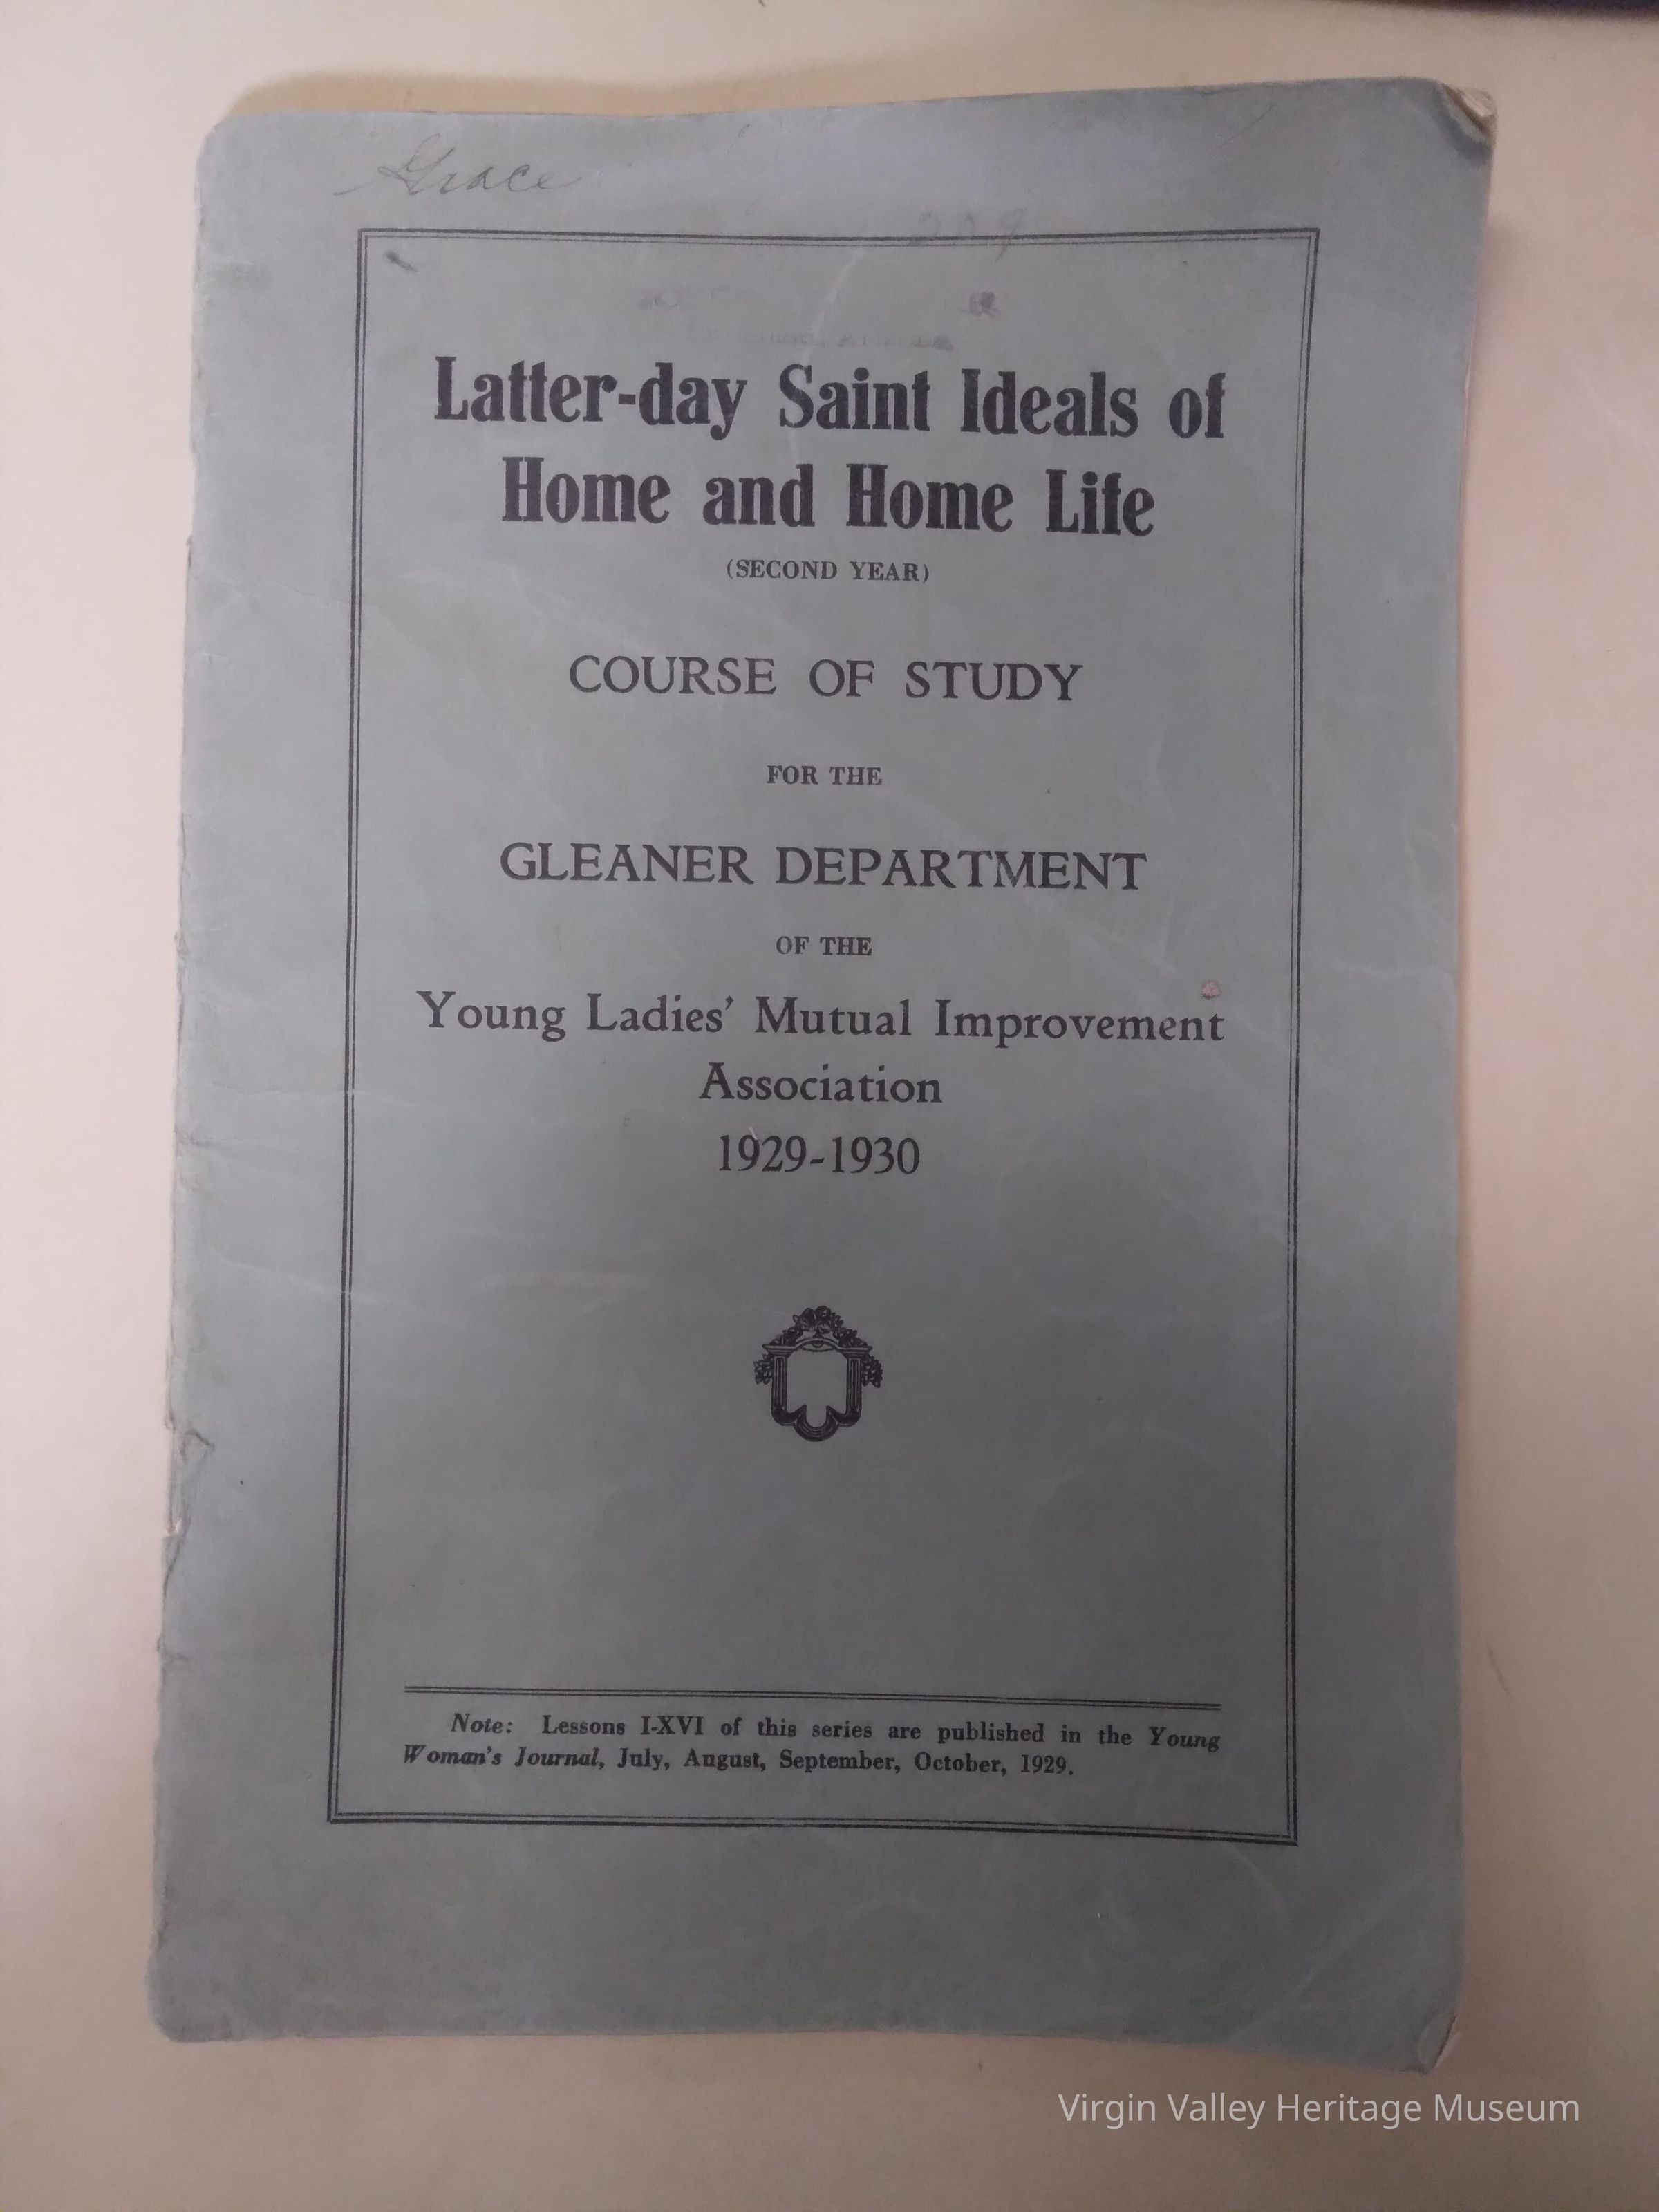 Grace
Latter-day Saint Ideals of
Home and Home Life
(SECOND YEAR)
COURSE OF STUDY
FOR THE
GLEANER DEPARTMENT
OF THE
Young Ladies' Mutual Improvement
Association
1929-1930
Note: Lessons I-XVI of this series are published in the Young
Woman's Journal, July, August, September, October, 1929.
Virgin Valley Heritage Museum